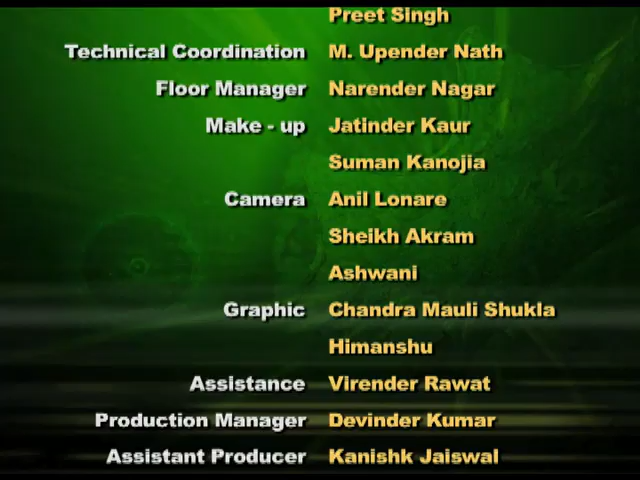 Preet Singh
Technical Coordination M. Upender Nath
Floor Manager Narender Nagar
Make - up Jatinder Kaur
Suman Kanojia
Camera Anil Lonare
Sheikh Akram
Ashwani
Graphic Chandra Mauli Shukla
Himanshu
Assistance Virender Rawat
Production Manager Devinder Kumar
Assistant Producer Kanishk Jaiswal